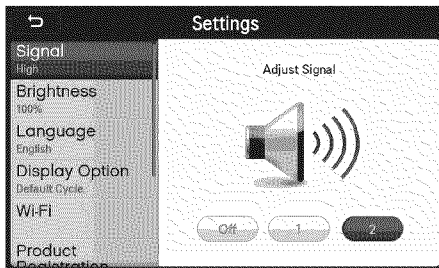 Settings
Signal
High
Brightness
100%
Language
English
Display Option
Default Cycle
Wi-Fi
Product
Registration
Adjust Signal
Off
1
2